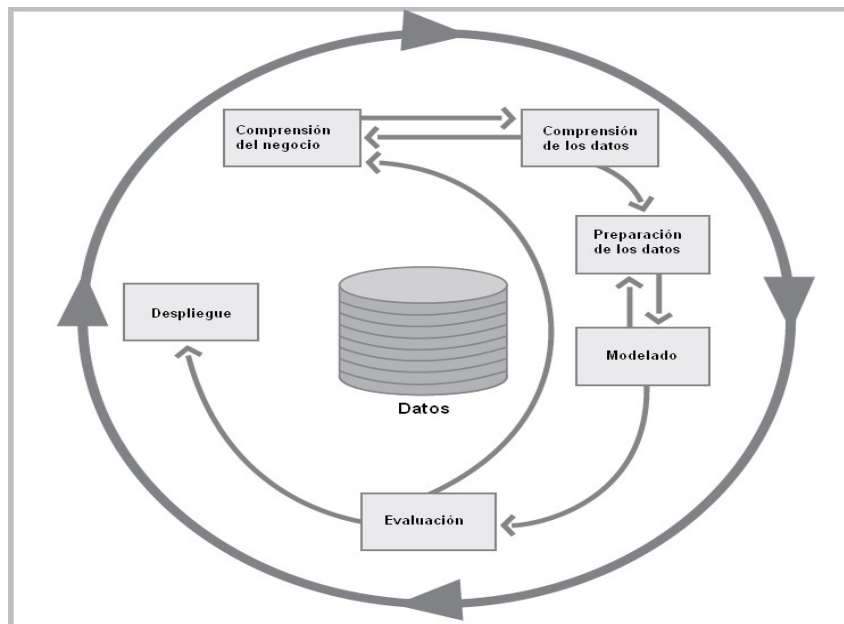 Comprensión
del negocio
Comprensión
de los datos
Preparación
de los datos
Despliegue
Modelado
Datos
Evaluación